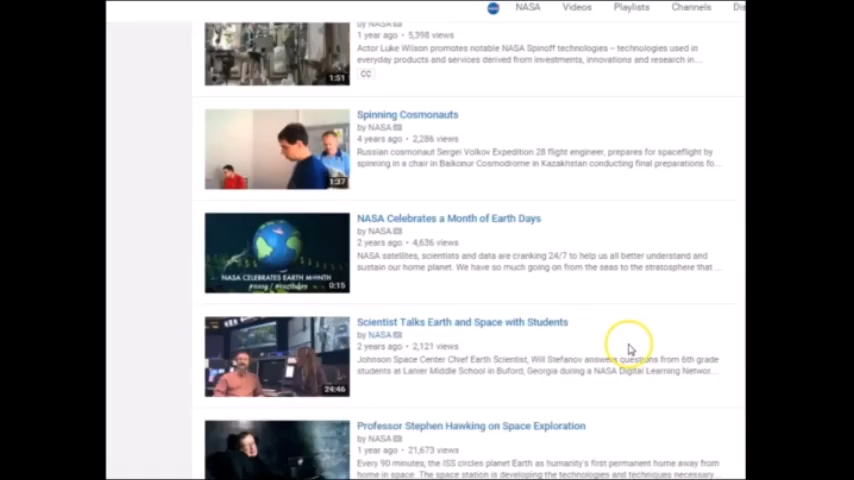 NASA Videos Playlists Channels
by NASA
1 year ago • 5,398 views
Actor Luke Wilson promotes notable NASA Spinoff technologies – technologies used in
everyday products and services derived from investments, innovations and research in...
CC
1:51
Spinning Cosmonauts
by NASA
4 years ago • 2,286 views
Russian cosmonaut Sergei Volkov Expedition 28 flight engineer, prepares for spaceflight by
spinning in a chair in Baikonur Cosmodrome in Kazakhstan conducting final preparations fo...
1:37
NASA Celebrates a Month of Earth Days
by NASA
2 years ago • 4,636 views
NASA satellites, scientists and data are cranking 24/7 to help us all better understand and
sustain our home planet. We have so much going on from the seas to the stratosphere that ...
NASA CELEBRATES EARTH MONTH
0:15
Scientist Talks Earth and Space with Students
by NASA
2 years ago • 2,121 views
Johnson Space Center Chief Earth Scientist, Will Stefanov answers questions from 6th grade
students at Lanier Middle School in Buford, Georgia during a NASA Digital Learning Networ...
24:46
Professor Stephen Hawking on Space Exploration
by NASA
1 year ago • 21,673 views
Every 90 minutes, the ISS circles planet Earth as humanity's first permanent home away from
home in space. The space station is developing the technologies and techniques necessary